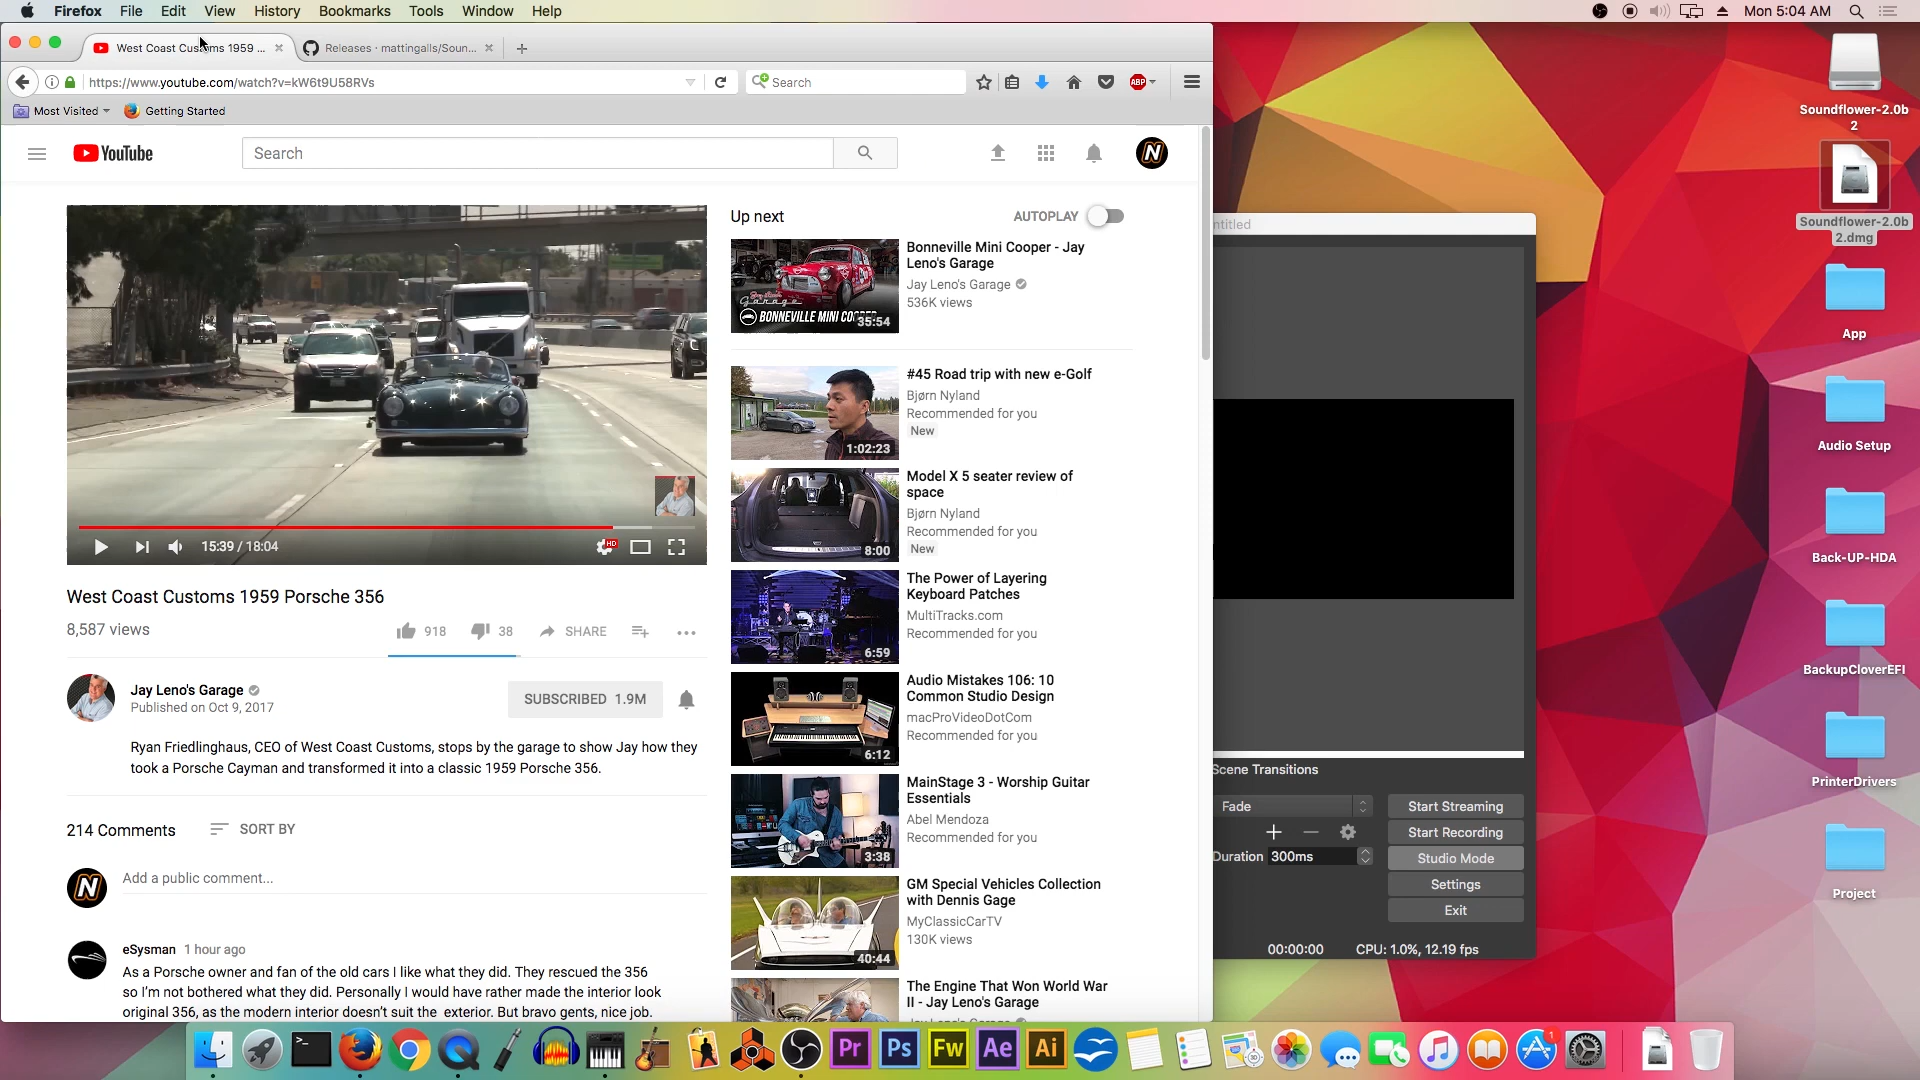 Firefox File Edit View History Bookmarks Tools Window Help
Mon 5:04 AM
West Coast Customs 1959 ...
Releases · mattingalls/Soun...
https://www.youtube.com/watch?v=kW6t9U58RVs
Search
ABP
Most Visited
Getting Started
YouTube
Search
N
15:39 / 18:04
HD
West Coast Customs 1959 Porsche 356
8,587 views
918
38
SHARE
Jay Leno's Garage
Published on Oct 9, 2017
SUBSCRIBED 1.9M
Ryan Friedlinghaus, CEO of West Coast Customs, stops by the garage to show Jay how they
took a Porsche Cayman and transformed it into a classic 1959 Porsche 356.
214 Comments
SORT BY
N
Add a public comment...
eSysman 1 hour ago
As a Porsche owner and fan of the old cars I like what they did. They rescued the 356
so I'm not bothered what they did. Personally I would have rather made the interior look
original 356, as the modern interior doesn't suit the exterior. But bravo gents, nice job.
Up next
AUTOPLAY
Garage
BONNEVILLE MINI COOPER
35:54
Bonneville Mini Cooper - Jay
Leno's Garage
Jay Leno's Garage
536K views
1:02:23
#45 Road trip with new e-Golf
Bjørn Nyland
Recommended for you
New
8:00
Model X 5 seater review of
space
Bjørn Nyland
Recommended for you
New
6:59
The Power of Layering
Keyboard Patches
MultiTracks.com
Recommended for you
6:12
Audio Mistakes 106: 10
Common Studio Design
macProVideoDotCom
Recommended for you
3:38
MainStage 3 - Worship Guitar
Essentials
Abel Mendoza
Recommended for you
40:44
GM Special Vehicles Collection
with Dennis Gage
MyClassicCarTV
130K views
The Engine That Won World War
II - Jay Leno's Garage
ntitled
Scene Transitions
Fade
Duration 300ms
Start Streaming
Start Recording
Studio Mode
Settings
Exit
00:00:00
CPU: 1.0%, 12.19 fps
Soundflower-2.0b
2
Soundflower-2.0b
2.dmg
App
Audio Setup
Back-UP-HDA
BackupCloverEFI
PrinterDrivers
Project
Pr
Ps
Fw
Ae
Ai
1